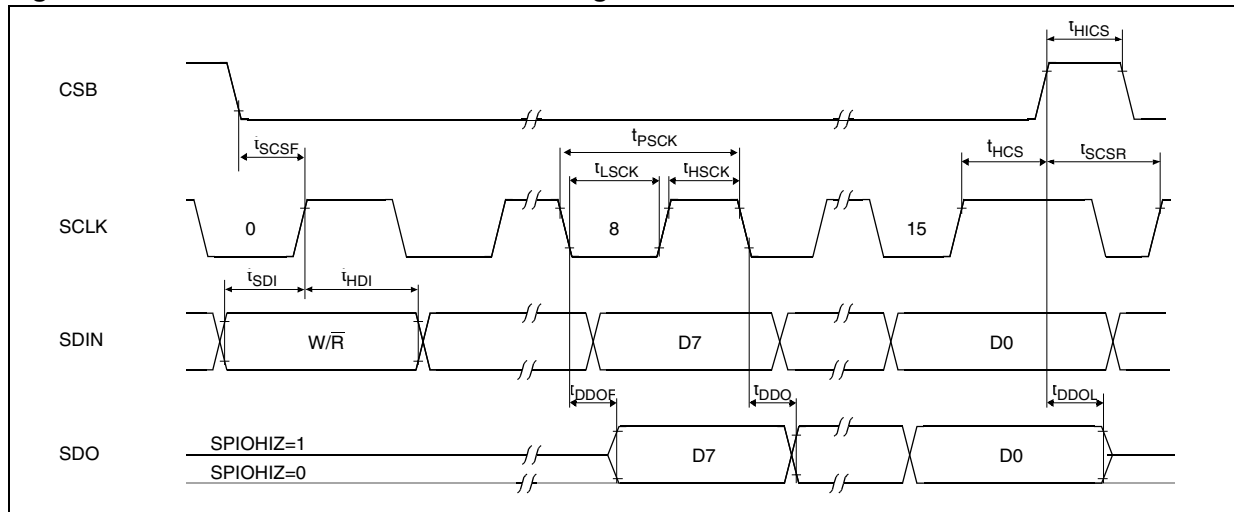 tHICS
CSB
tSCSF
tPSCK
tHCS
tSCSR
tLSCK
tHSCK
SCLK
0
8
15
tSDI
tHDI
SDIN
W/R̅
D7
D0
tDDOF
tDDO
tDDOL
SDO
SPIOHIZ=1
D7
D0
SPIOHIZ=0